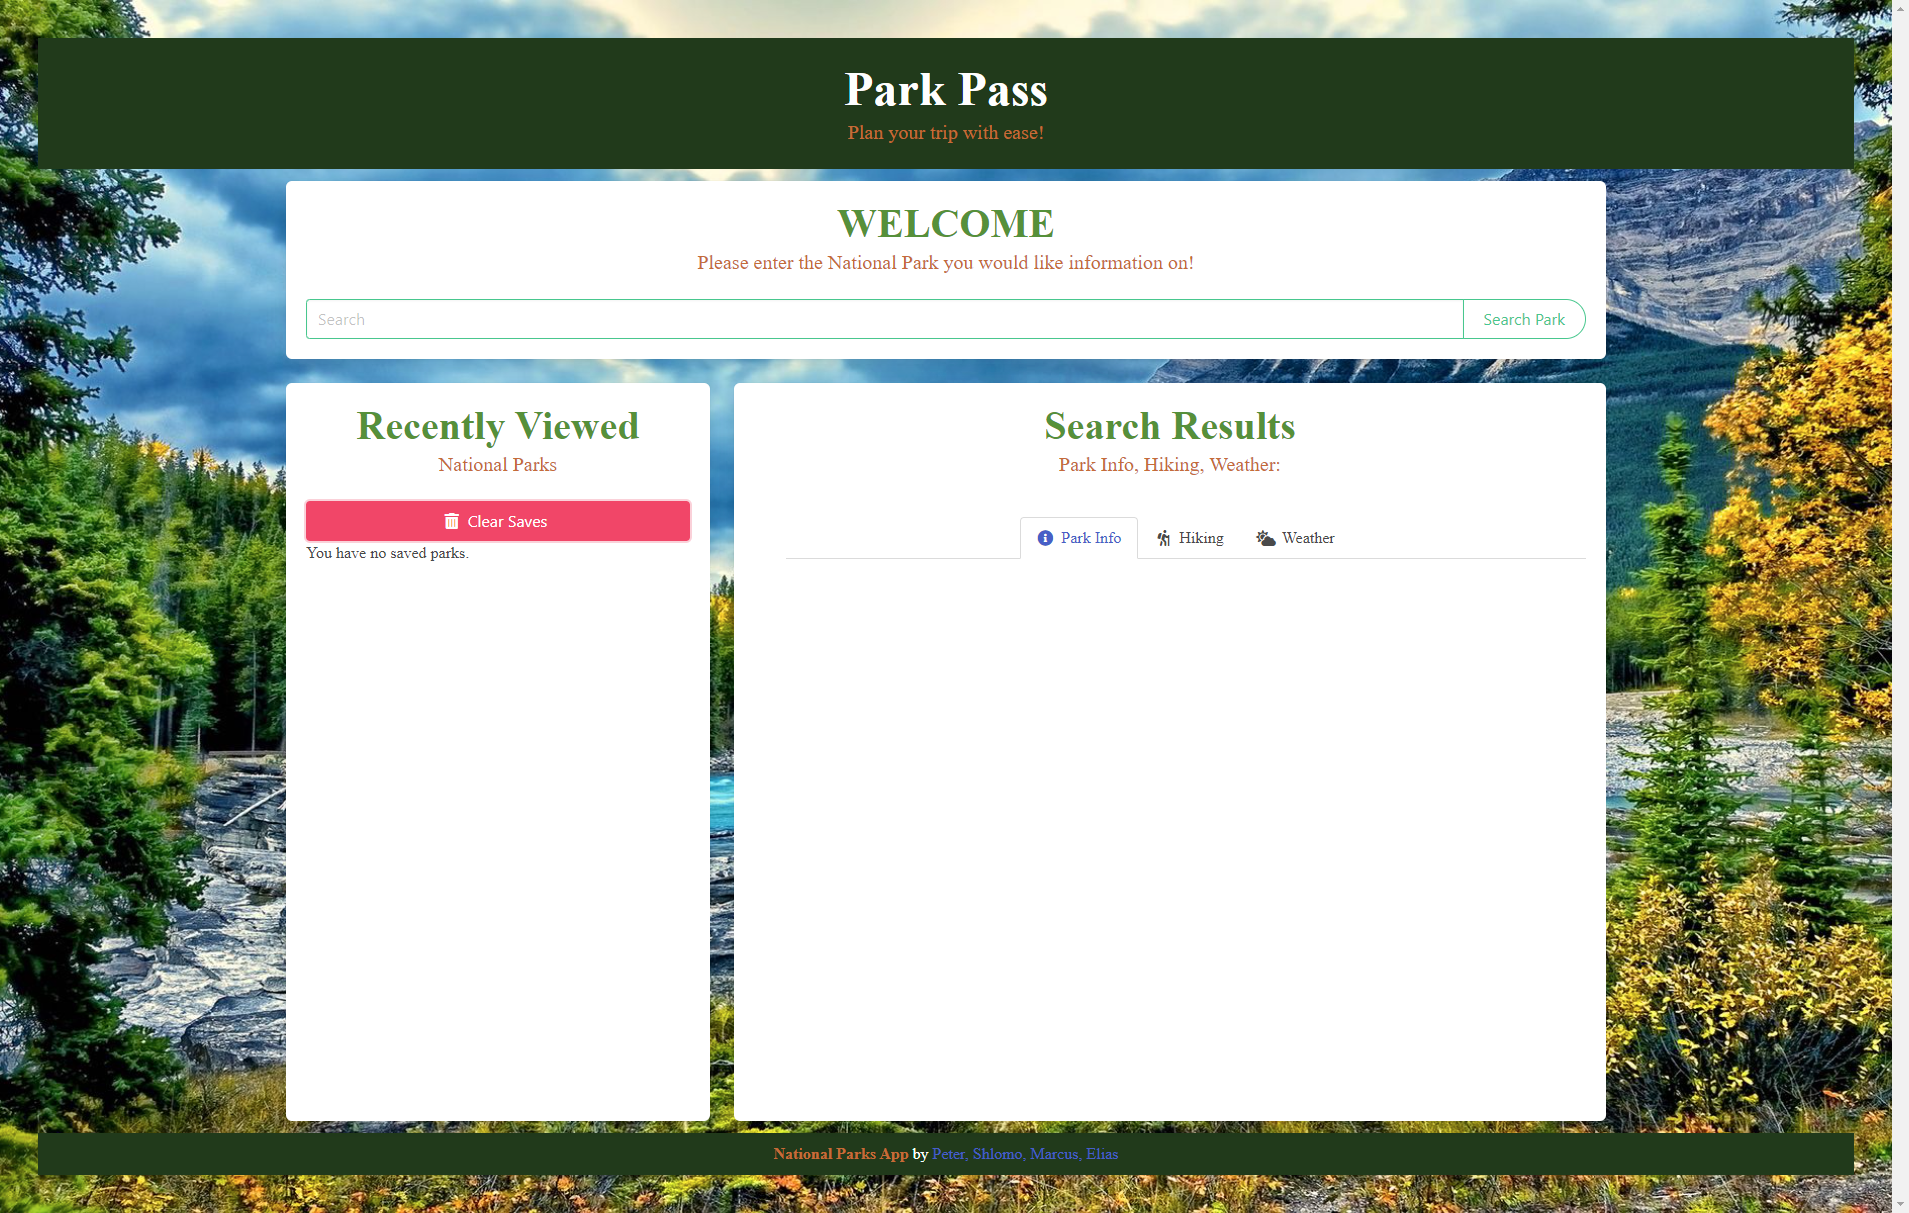 Park Pass
Plan your trip with ease!
WELCOME
Please enter the National Park you would like information on!
Search
Search Park
Recently Viewed
National Parks
Clear Saves
You have no saved parks.
Search Results
Park Info, Hiking, Weather:
Park Info
Hiking
Weather
National Parks App by Peter, Shlomo, Marcus, Elias